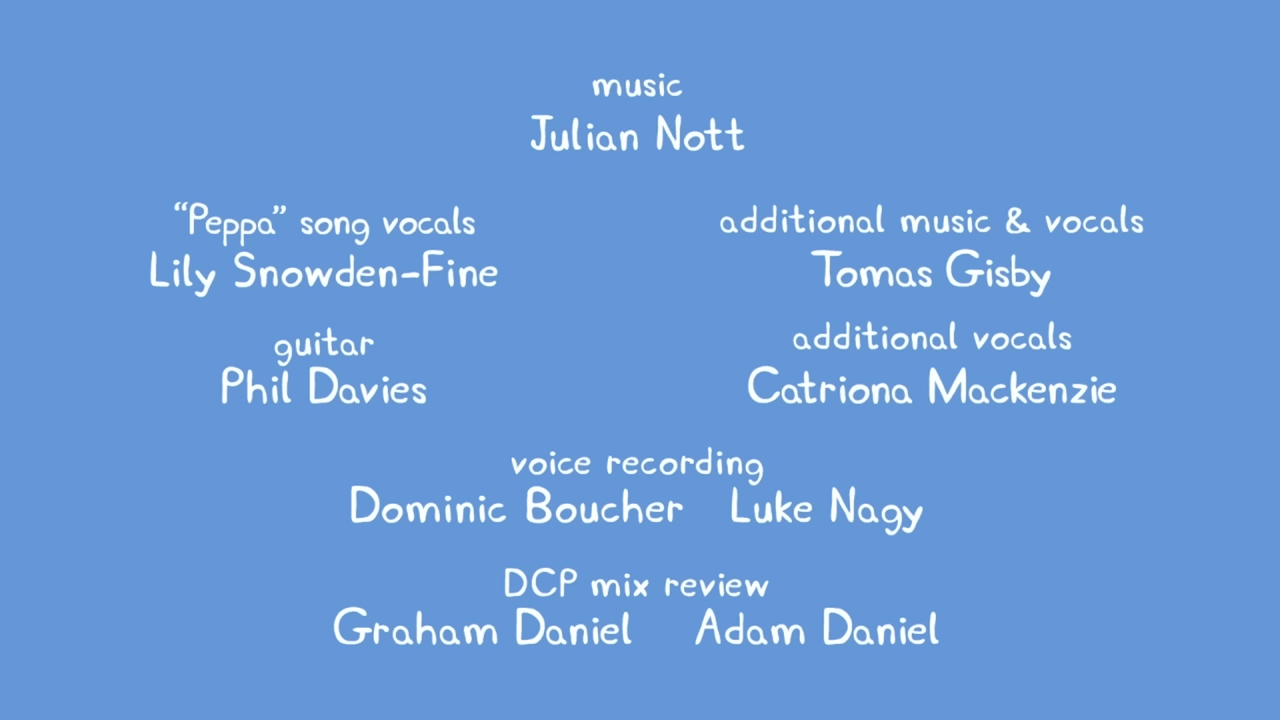 music
Julian Nott
“Peppa” song vocals
Lily Snowden-Fine
additional music & vocals
Tomas Gisby
guitar
Phil Davies
additional vocals
Catriona Mackenzie
voice recording
Dominic Boucher Luke Nagy
DCP mix review
Graham Daniel Adam Daniel